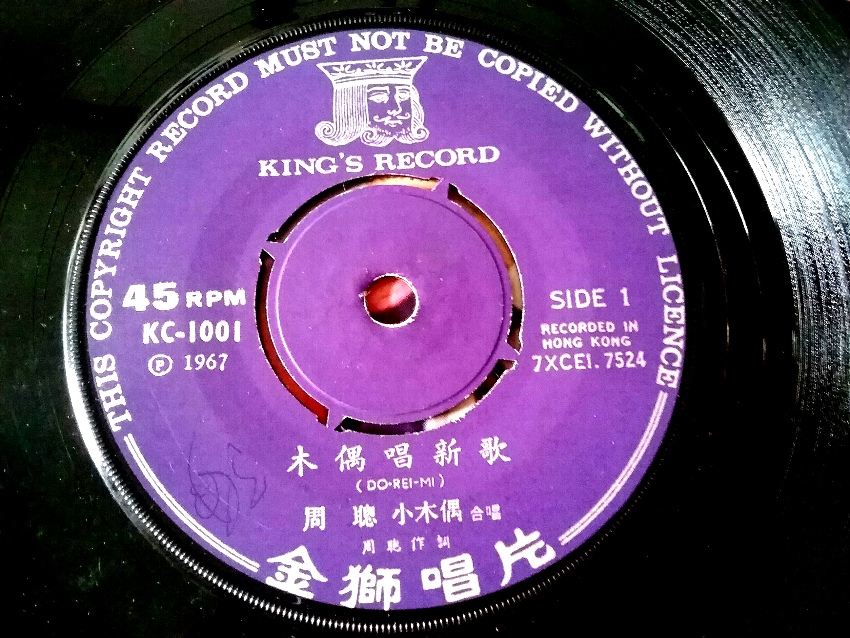 THIS COPYRIGHT RECORD MUST NOT BE COPIED WITHOUT LICENCE
KING'S RECORD
45 RPM
KC-1001
Ⓟ 1967
SIDE 1
RECORDED IN
HONG KONG
7XCEI.7524
木偶唱新歌
(DO-REI-MI)
周聰 小木偶 合唱
周聰作詞
金獅唱片